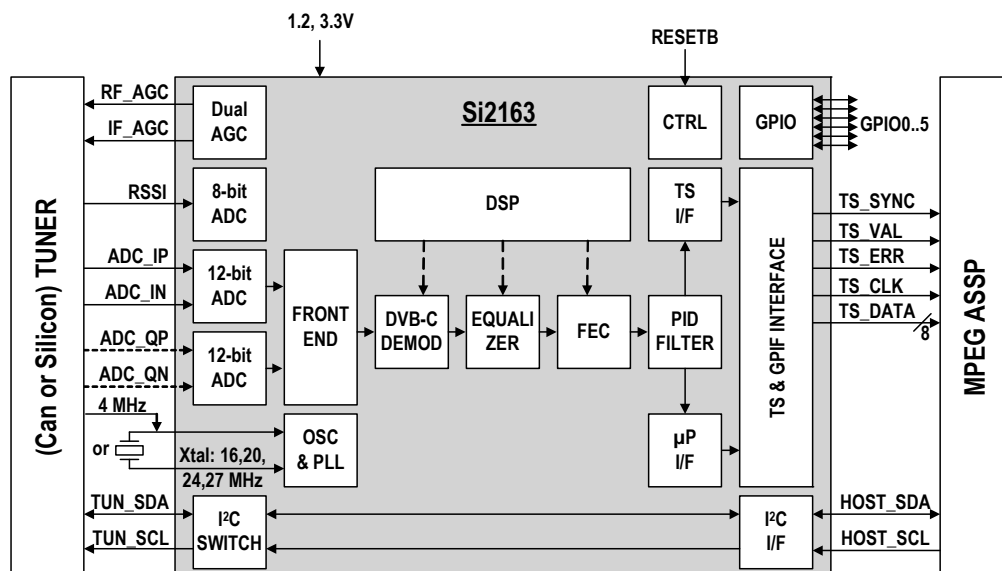 1.2, 3.3V
RESETB
(Can or Silicon) TUNER
RF_AGC
IF_AGC
RSSI
ADC_IP
ADC_IN
ADC_QP
ADC_QN
4 MHz
or
Xtal: 16,20,
24,27 MHz
TUN_SDA
TUN_SCL
Si2163
Dual
AGC
8-bit
ADC
12-bit
ADC
12-bit
ADC
FRONT
END
OSC
& PLL
I²C
SWITCH
DSP
DVB-C
DEMOD
EQUALI
ZER
FEC
PID
FILTER
CTRL
GPIO
TS
I/F
µP
I/F
TS & GPIF INTERFACE
I²C
I/F
GPIO0..5
TS_SYNC
TS_VAL
TS_ERR
TS_CLK
TS_DATA
8
HOST_SDA
HOST_SCL
MPEG ASSP